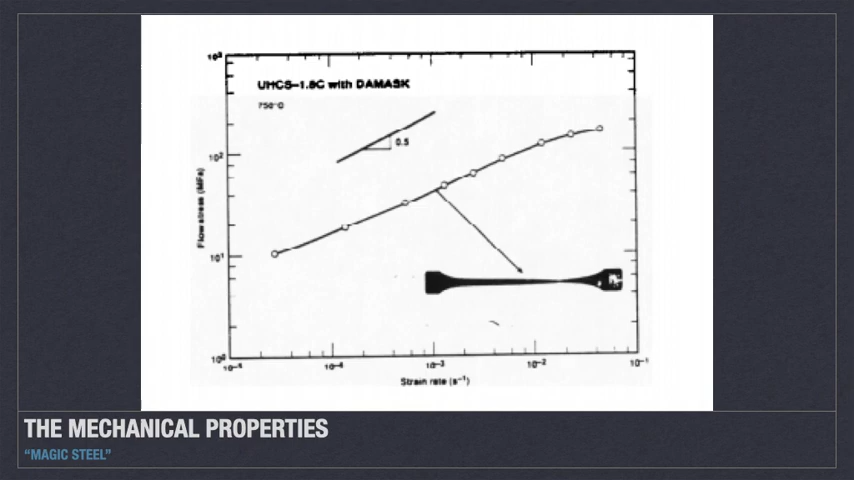 10³
UHCS–1.8C with DAMASK
750°C
0.5
10²
Flow stress (MPa)
10¹
10⁰
10⁻⁵
10⁻⁴
10⁻³
10⁻²
10⁻¹
Strain rate (s⁻¹)
THE MECHANICAL PROPERTIES
“MAGIC STEEL”